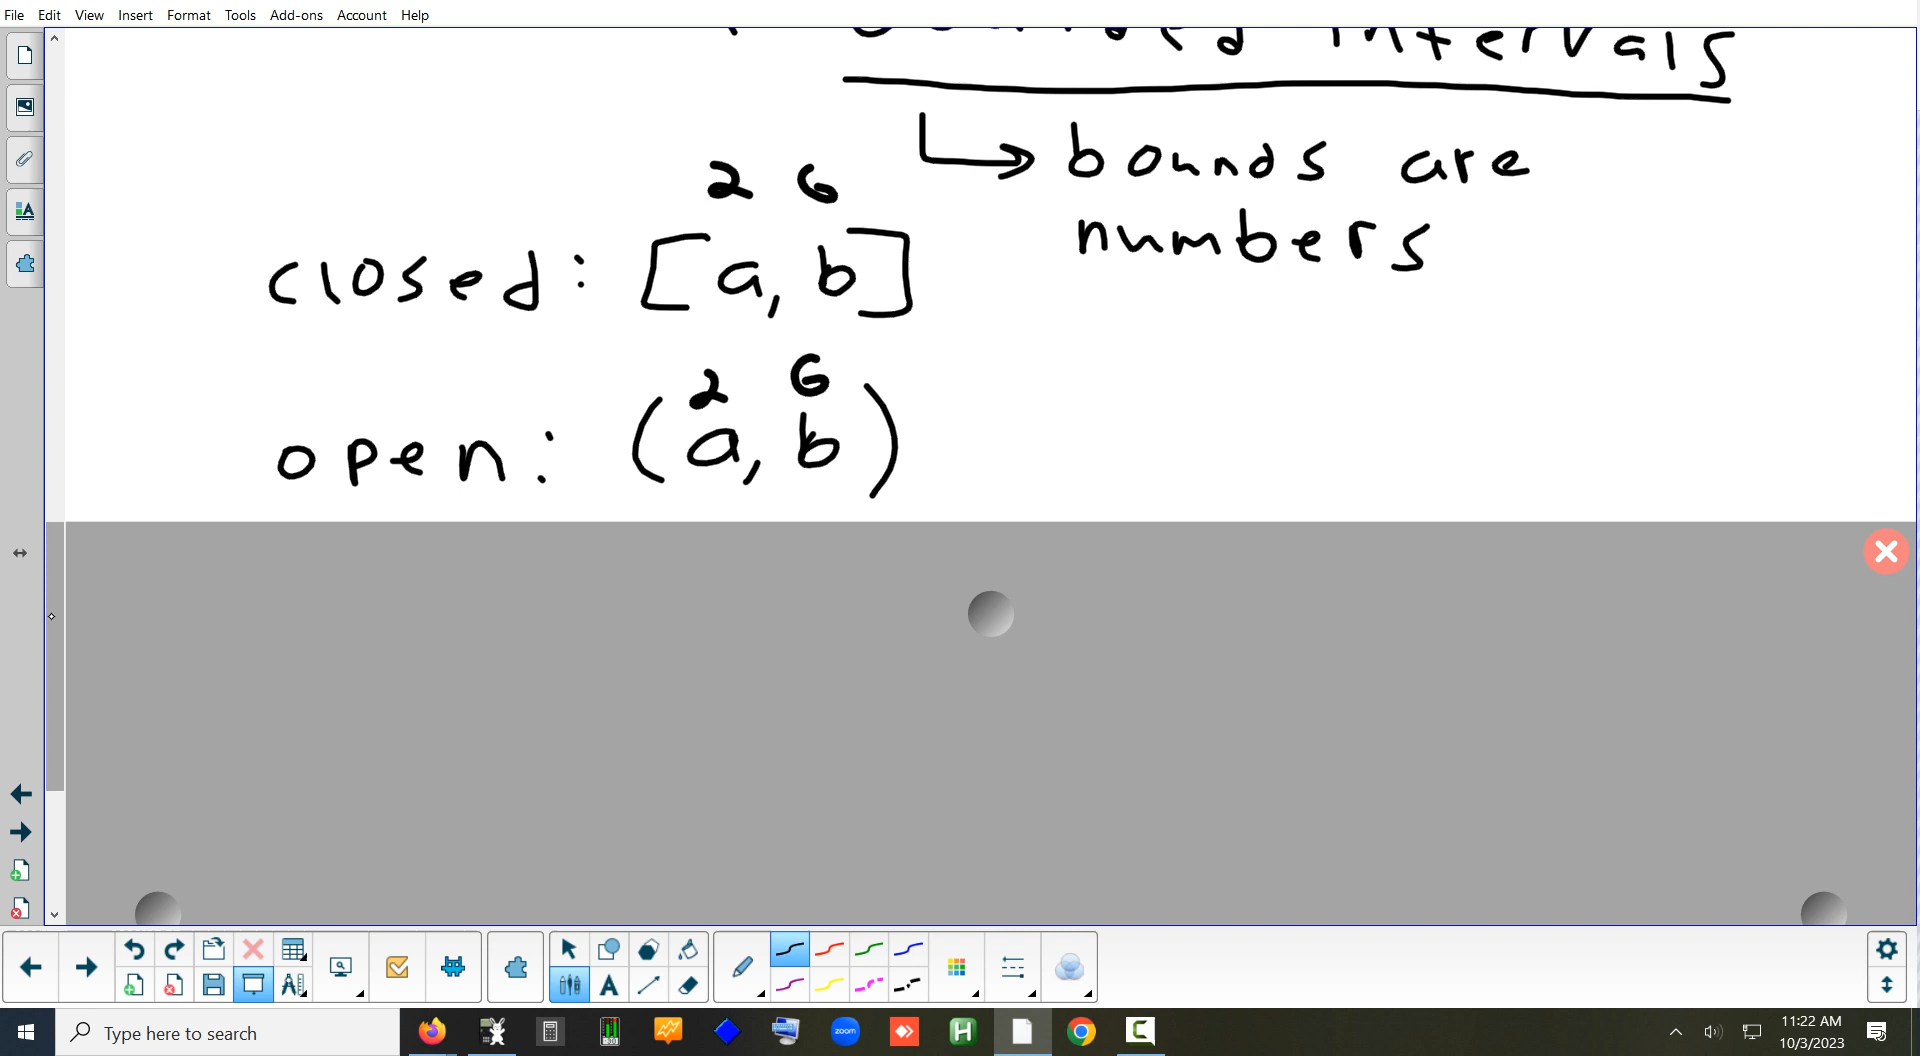 File Edit View Insert Format Tools Add-ons Account Help
intervals
bounds are
numbers
2 6
closed: [a, b]
2 6
open: (a, b)
Type here to search
zoom
11:22 AM
10/3/2023